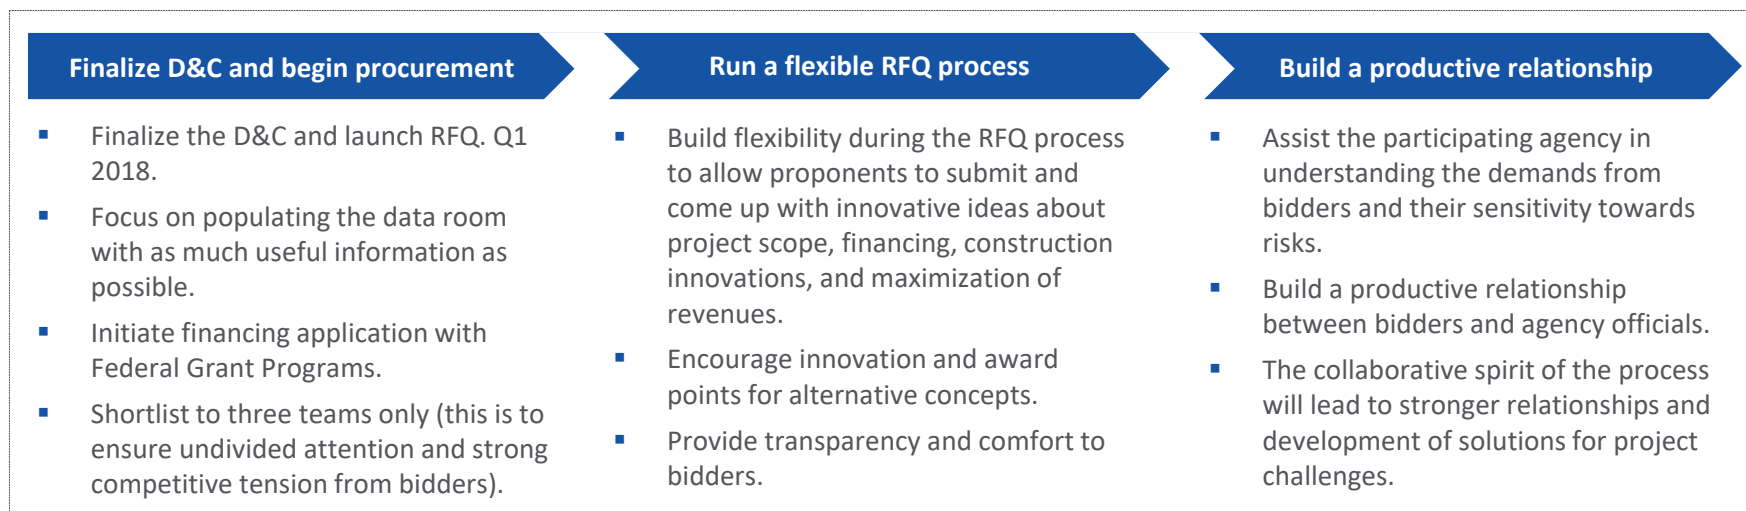 Finalize D&C and begin procurement
▪ Finalize the D&C and launch RFQ. Q1
2018.
▪ Focus on populating the data room
with as much useful information as
possible.
▪ Initiate financing application with
Federal Grant Programs.
▪ Shortlist to three teams only (this is to
ensure undivided attention and strong
competitive tension from bidders).
Run a flexible RFQ process
▪ Build flexibility during the RFQ process
to allow proponents to submit and
come up with innovative ideas about
project scope, financing, construction
innovations, and maximization of
revenues.
▪ Encourage innovation and award
points for alternative concepts.
▪ Provide transparency and comfort to
bidders.
Build a productive relationship
▪ Assist the participating agency in
understanding the demands from
bidders and their sensitivity towards
risks.
▪ Build a productive relationship
between bidders and agency officials.
▪ The collaborative spirit of the process
will lead to stronger relationships and
development of solutions for project
challenges.